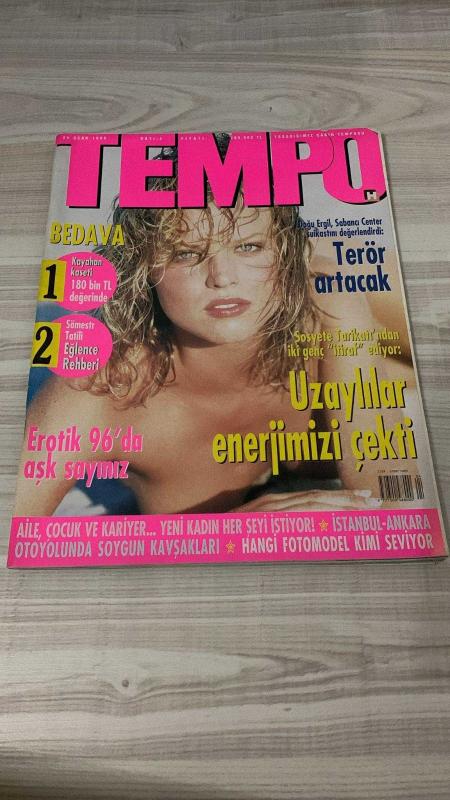 TEMPO
BEDAVA
1
Kayahan
kaseti
180 bin TL
değerinde
2
Sömestr
Tatili
Eğlence
Rehberi
Doğu Ergil, Sabancı Center
suikastını değerlendirdi:
Terör
artacak
Sosyete Tarikatı'ndan
iki genç "itiraf" ediyor:
Uzaylılar
enerjimizi çekti
Erotik 96'da
aşk sayınız
AİLE, ÇOCUK VE KARİYER... YENİ KADIN HER ŞEYİ İSTİYOR! ★ İSTANBUL-ANKARA
OTOYOLUNDA SOYGUN KAVŞAKLARI ★ HANGİ FOTOMODEL KİMİ SEVİYOR